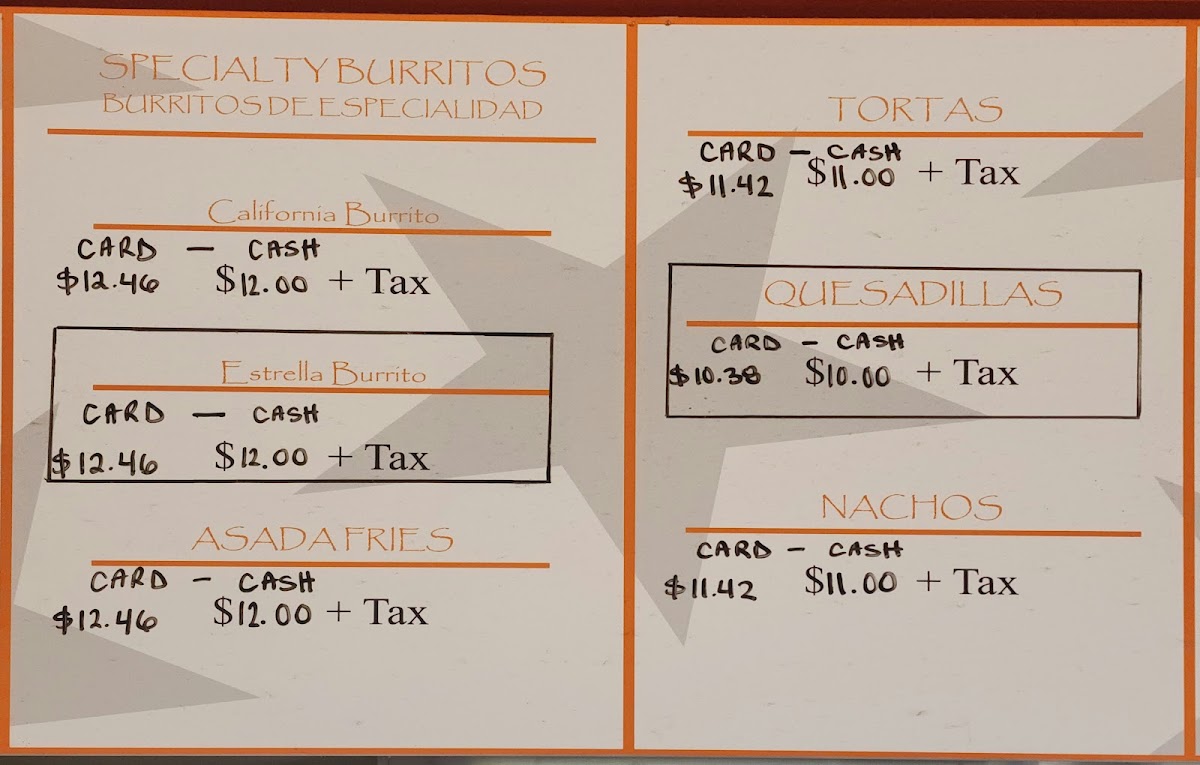 SPECIALTY BURRITOS
BURRITOS DE ESPECIALIDAD
California Burrito
CARD — CASH
$12.46 $12.00 + Tax
Estrella Burrito
CARD — CASH
$12.46 $12.00 + Tax
ASADA FRIES
CARD – CASH
$12.46 $12.00 + Tax
TORTAS
CARD – CASH
$11.42 $11.00 + Tax
QUESADILLAS
CARD – CASH
$10.38 $10.00 + Tax
NACHOS
CARD – CASH
$11.42 $11.00 + Tax